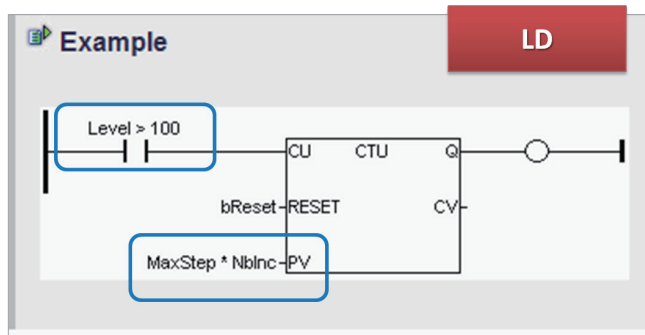 Example
LD
Level > 100
CU CTU Q
bReset RESET CV
MaxStep * NbInc PV